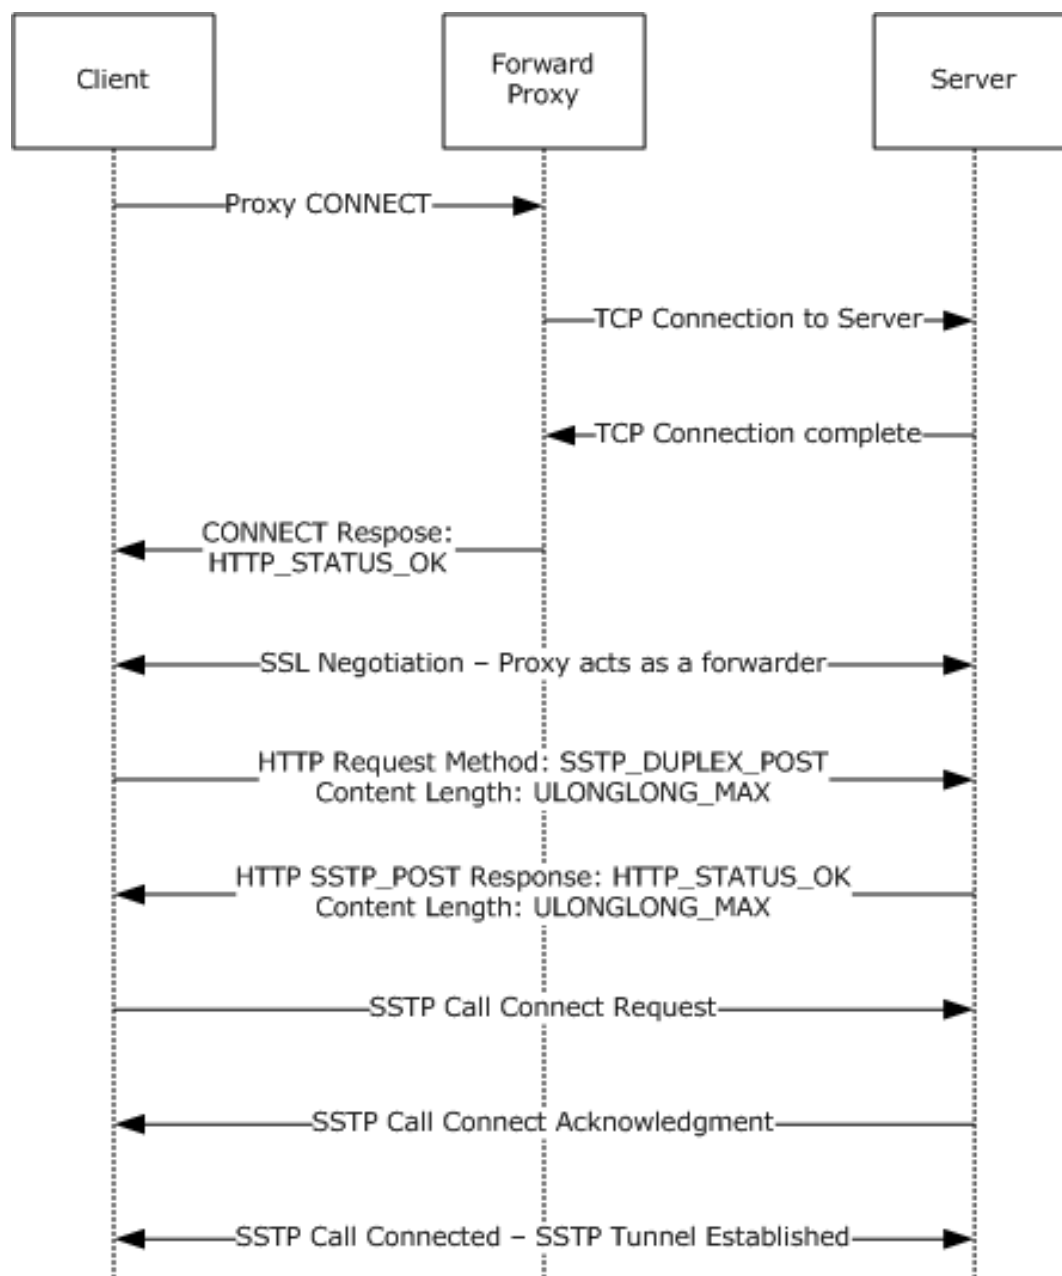 Client
Forward
Proxy
Server
Proxy CONNECT
TCP Connection to Server
TCP Connection complete
CONNECT Respose:
HTTP_STATUS_OK
SSL Negotiation – Proxy acts as a forwarder
HTTP Request Method: SSTP_DUPLEX_POST
Content Length: ULONGLONG_MAX
HTTP SSTP_POST Response: HTTP_STATUS_OK
Content Length: ULONGLONG_MAX
SSTP Call Connect Request
SSTP Call Connect Acknowledgment
SSTP Call Connected – SSTP Tunnel Established